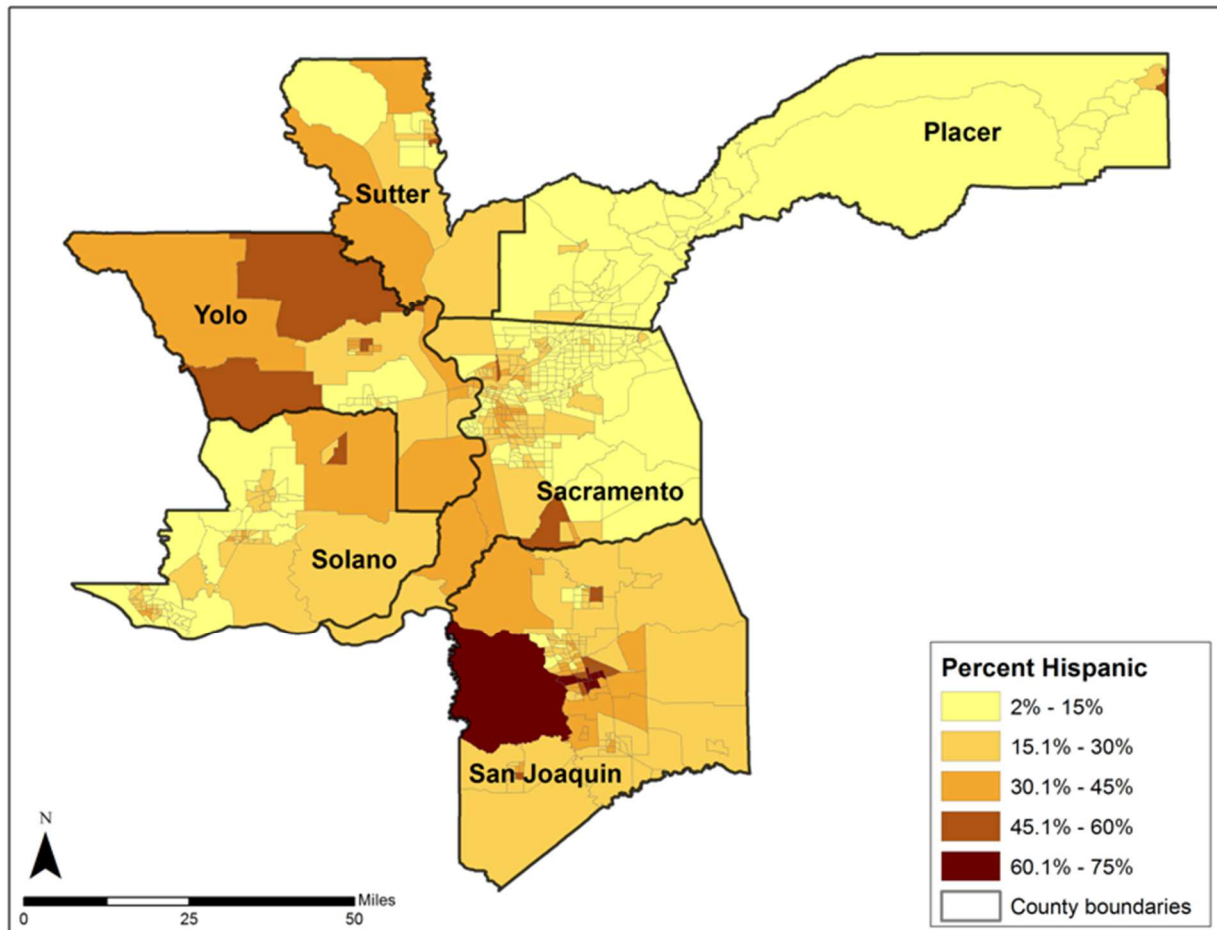 Placer
Sutter
Yolo
Sacramento
Solano
San Joaquin
Percent Hispanic
2% - 15%
15.1% - 30%
30.1% - 45%
45.1% - 60%
60.1% - 75%
County boundaries
N
Miles
0 25 50